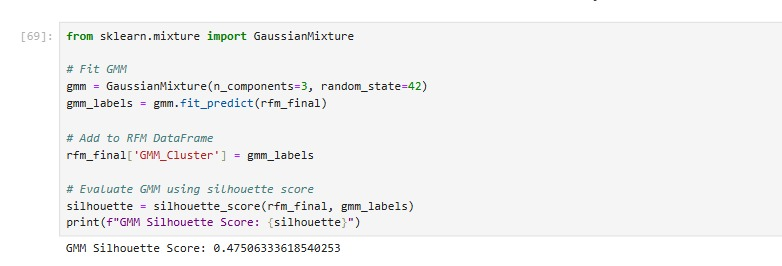 [69]:
from sklearn.mixture import GaussianMixture
# Fit GMM
gmm = GaussianMixture(n_components=3, random_state=42)
gmm_labels = gmm.fit_predict(rfm_final)
# Add to RFM DataFrame
rfm_final['GMM_Cluster'] = gmm_labels
# Evaluate GMM using silhouette score
silhouette = silhouette_score(rfm_final, gmm_labels)
print(f"GMM Silhouette Score: {silhouette}")
GMM Silhouette Score: 0.47506333618540253